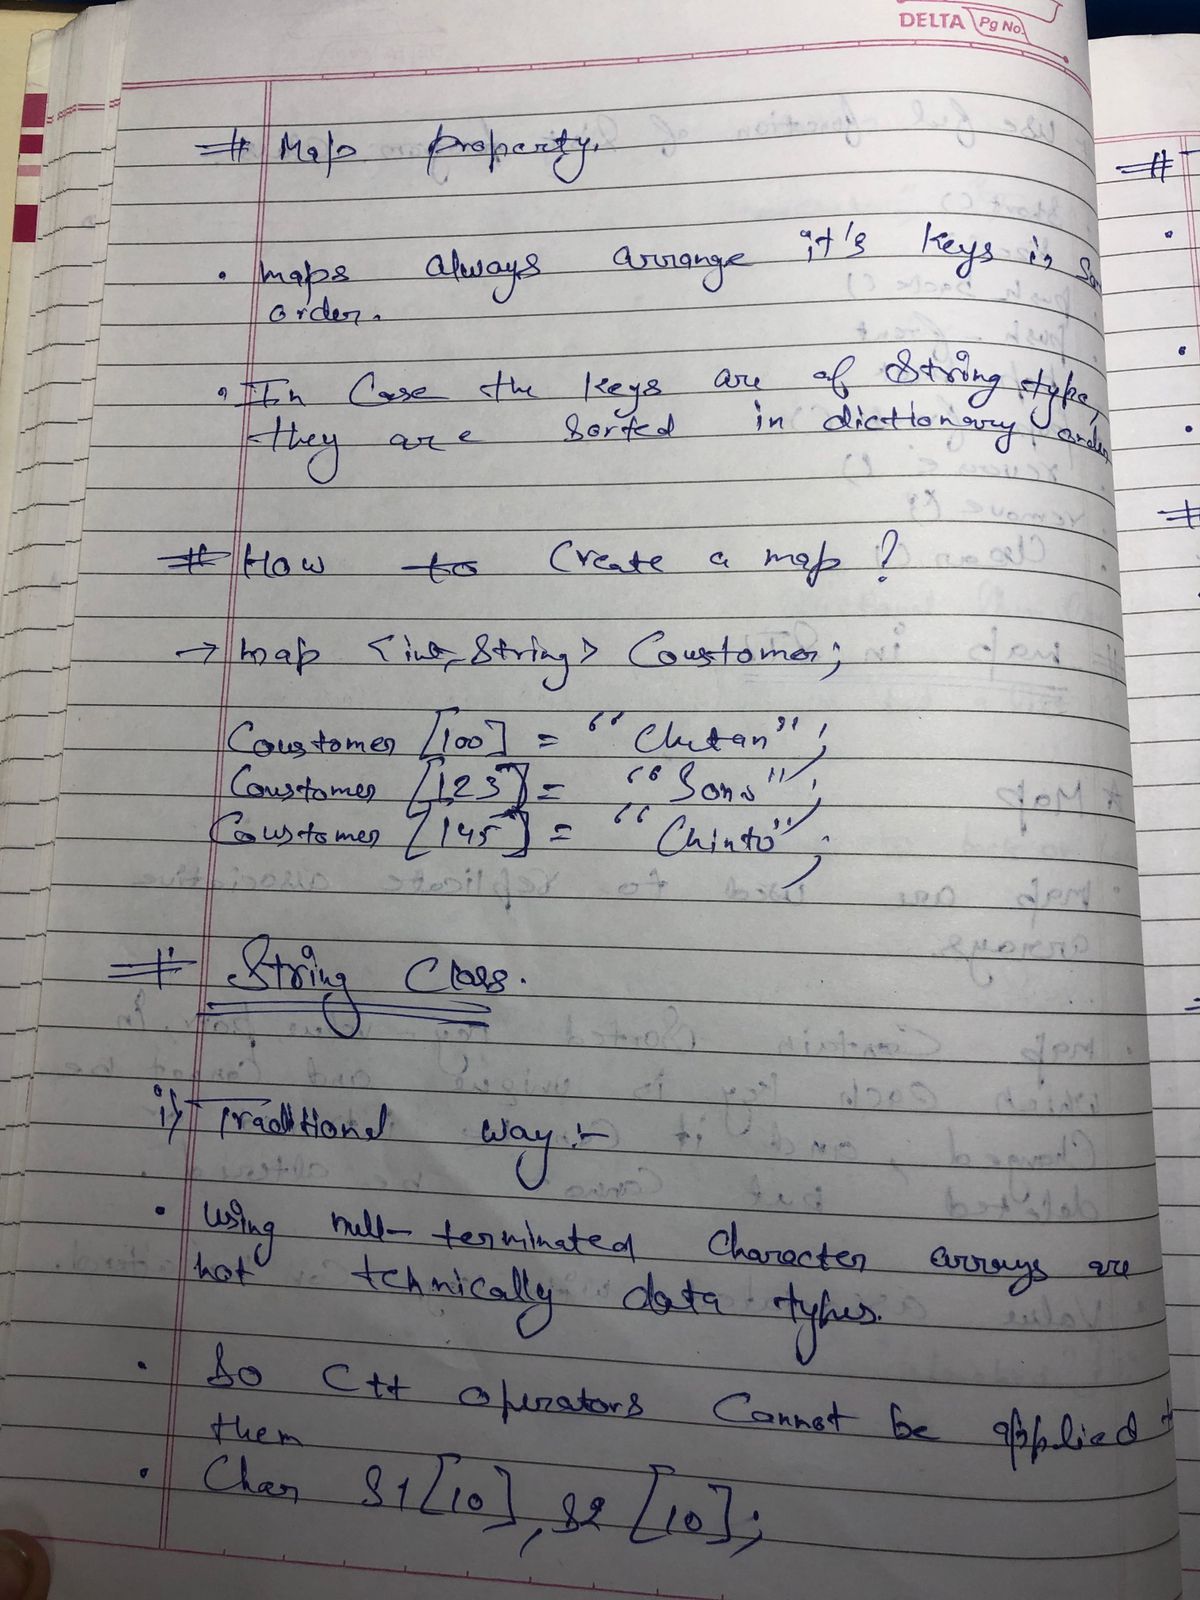 DELTA Pg No.
# Map property.
• maps always arrange it's keys in
order.
• In Case the keys are of String type,
they are sorted in dictionary order
# How to Create a map?
→ map <int, String> Coustomer;
Coustomer [100] = "Chetan";
Coustomer [123] = "Sonu";
Coustomer [145] = "Chinto";
# String Class.
i) Traditional way:-
• using null-terminated character arrays are
not technically data types.
• So C++ operators cannot be applied
them
• Char S1[10], S2[10];